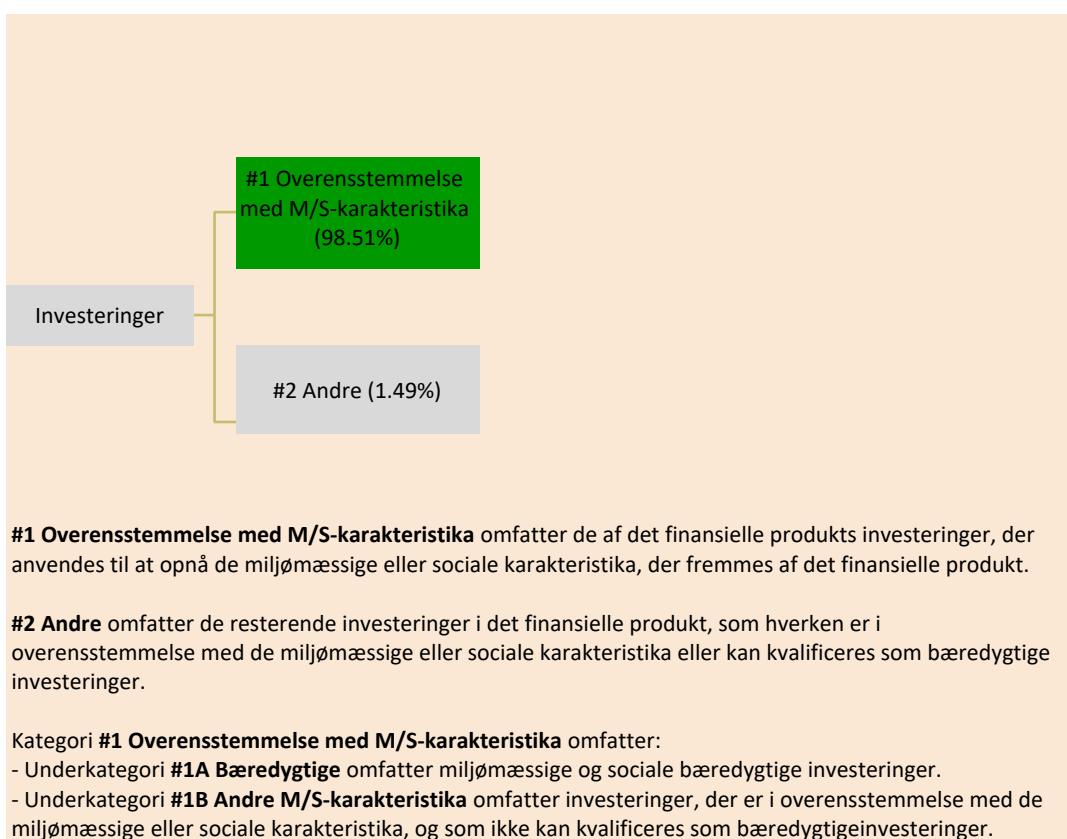 #1 Overensstemmelse
med M/S-karakteristika
(98.51%)
Investeringer
#2 Andre (1.49%)
#1 Overensstemmelse med M/S-karakteristika omfatter de af det finansielle produkts investeringer, der
anvendes til at opnå de miljømæssige eller sociale karakteristika, der fremmes af det finansielle produkt.
#2 Andre omfatter de resterende investeringer i det finansielle produkt, som hverken er i
overensstemmelse med de miljømæssige eller sociale karakteristika eller kan kvalificeres som bæredygtige
investeringer.
Kategori #1 Overensstemmelse med M/S-karakteristika omfatter:
- Underkategori #1A Bæredygtige omfatter miljømæssige og sociale bæredygtige investeringer.
- Underkategori #1B Andre M/S-karakteristika omfatter investeringer, der er i overensstemmelse med de
miljømæssige eller sociale karakteristika, og som ikke kan kvalificeres som bæredygtigeinvesteringer.